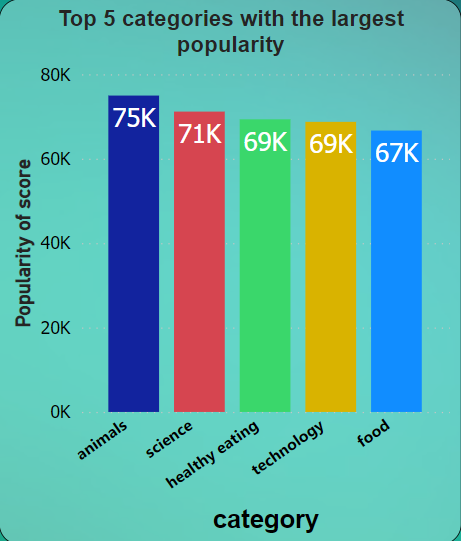 Top 5 categories with the largest
popularity
Popularity of score
80K
60K
40K
20K
0K
75K
71K
69K
69K
67K
animals
science
healthy eating
technology
food
category